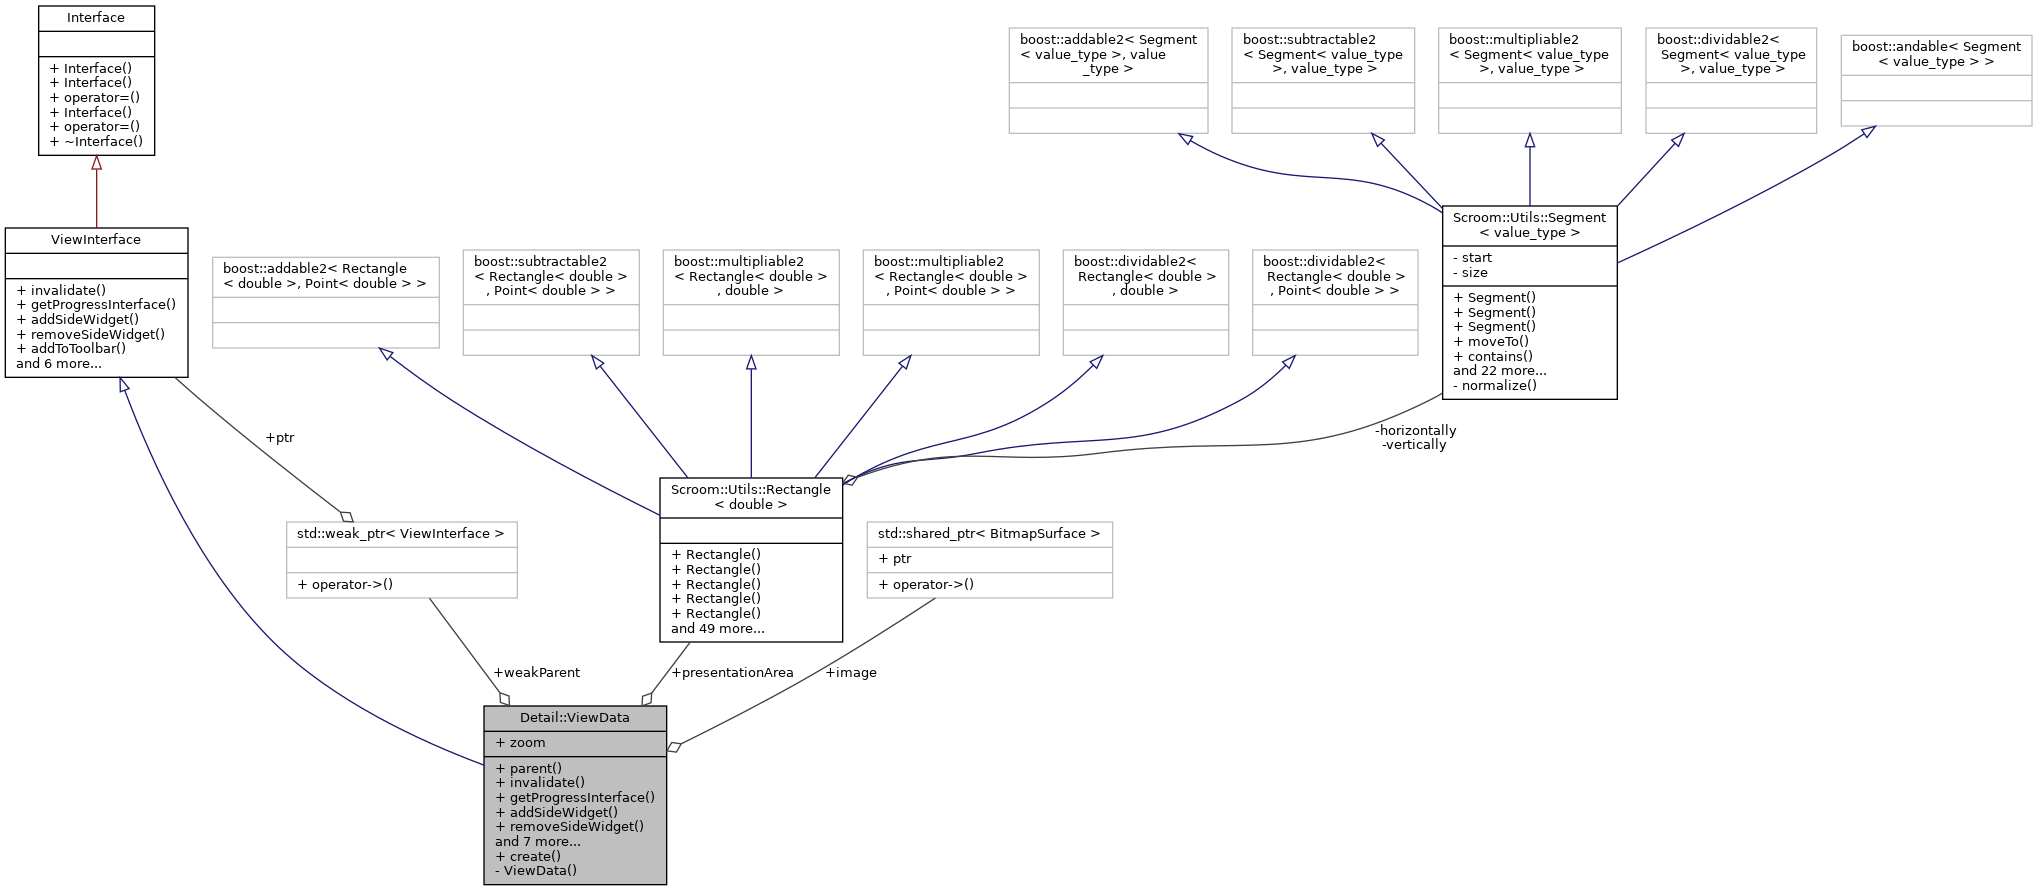 Interface
+ Interface()
+ Interface()
+ operator=()
+ Interface()
+ operator=()
+ ~Interface()
boost::addable2< Segment
< value_type >, value
_type >
boost::subtractable2
< Segment< value_type
>, value_type >
boost::multipliable2
< Segment< value_type
>, value_type >
boost::dividable2<
Segment< value_type
>, value_type >
boost::andable< Segment
< value_type > >
ViewInterface
+ invalidate()
+ getProgressInterface()
+ addSideWidget()
+ removeSideWidget()
+ addToToolbar()
and 6 more...
boost::addable2< Rectangle
< double >, Point< double > >
boost::subtractable2
< Rectangle< double >
, Point< double > >
boost::multipliable2
< Rectangle< double >
, double >
boost::multipliable2
< Rectangle< double >
, Point< double > >
boost::dividable2<
Rectangle< double >
, double >
boost::dividable2<
Rectangle< double >
, Point< double > >
Scroom::Utils::Segment
< value_type >
- start
- size
+ Segment()
+ Segment()
+ Segment()
+ moveTo()
+ contains()
and 22 more...
- normalize()
+ptr
-horizontally
-vertically
std::weak_ptr< ViewInterface >
+ operator->()
Scroom::Utils::Rectangle
< double >
+ Rectangle()
+ Rectangle()
+ Rectangle()
+ Rectangle()
+ Rectangle()
and 49 more...
std::shared_ptr< BitmapSurface >
+ ptr
+ operator->()
+weakParent
+presentationArea
+image
Detail::ViewData
+ zoom
+ parent()
+ invalidate()
+ getProgressInterface()
+ addSideWidget()
+ removeSideWidget()
and 7 more...
+ create()
- ViewData()